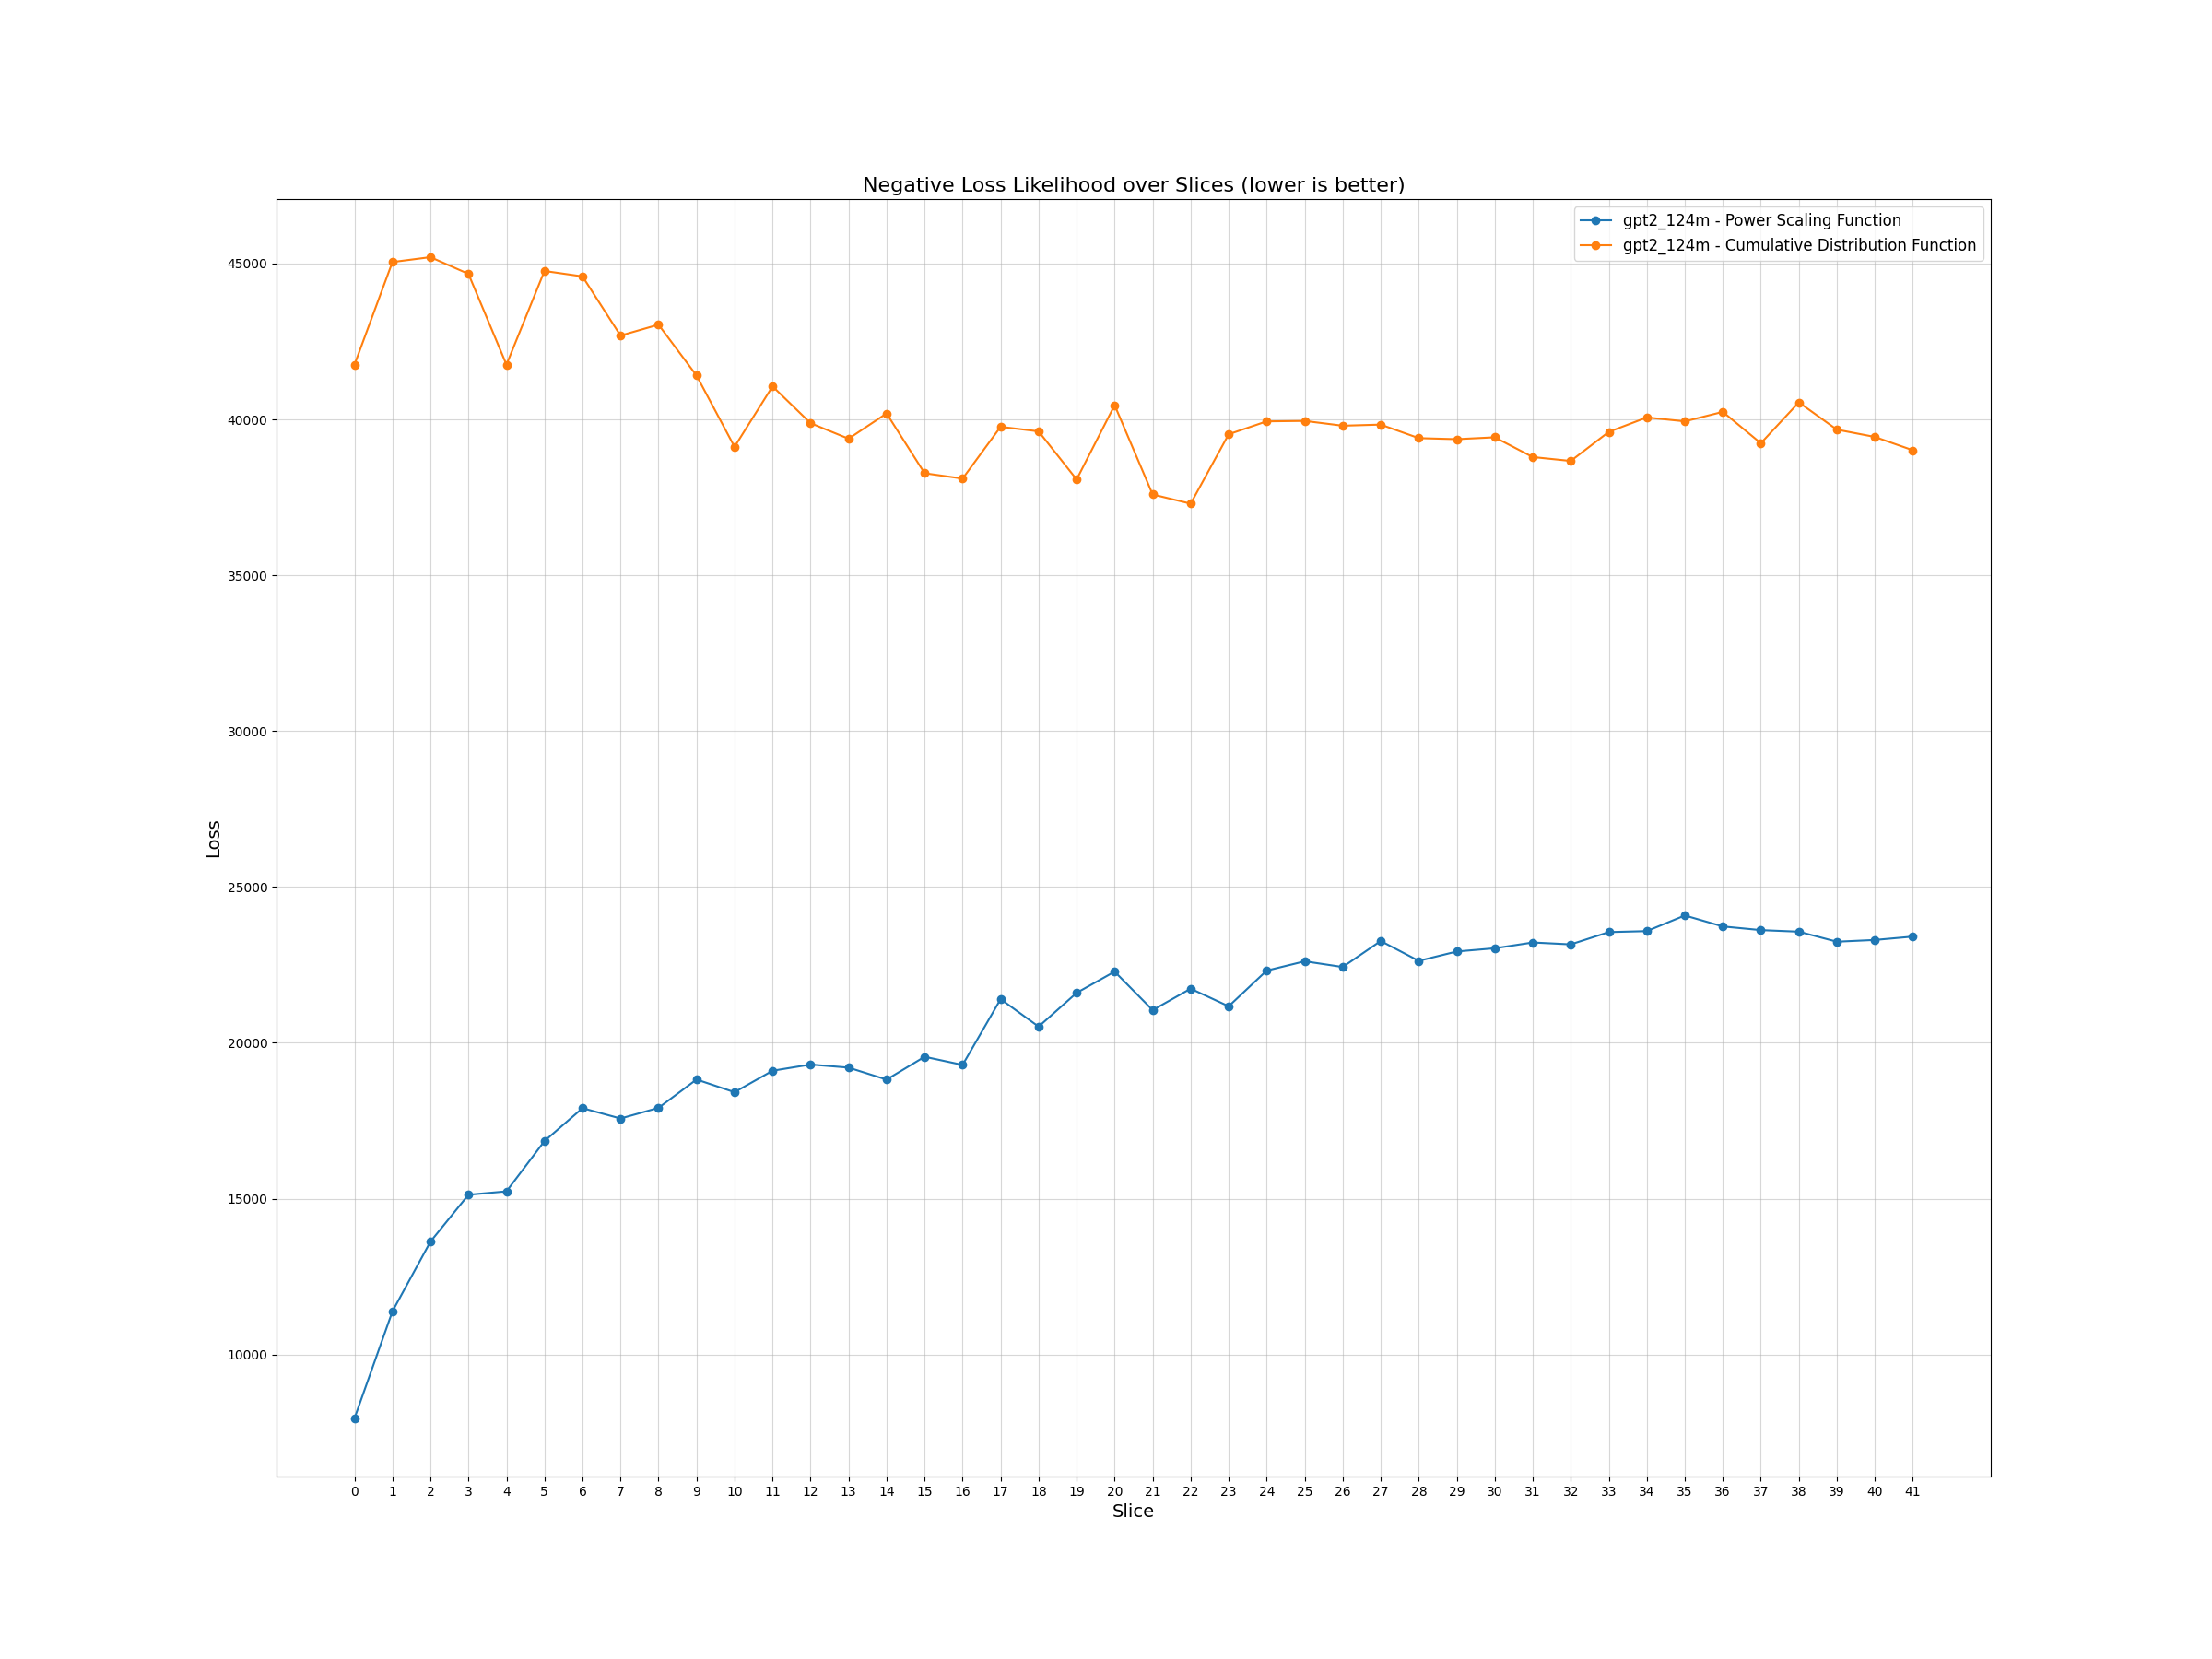 Negative Loss Likelihood over Slices (lower is better)
gpt2_124m - Power Scaling Function
gpt2_124m - Cumulative Distribution Function
45000
40000
35000
30000
25000
20000
15000
10000
Loss
0 1 2 3 4 5 6 7 8 9 10 11 12 13 14 15 16 17 18 19 20 21 22 23 24 25 26 27 28 29 30 31 32 33 34 35 36 37 38 39 40 41
Slice